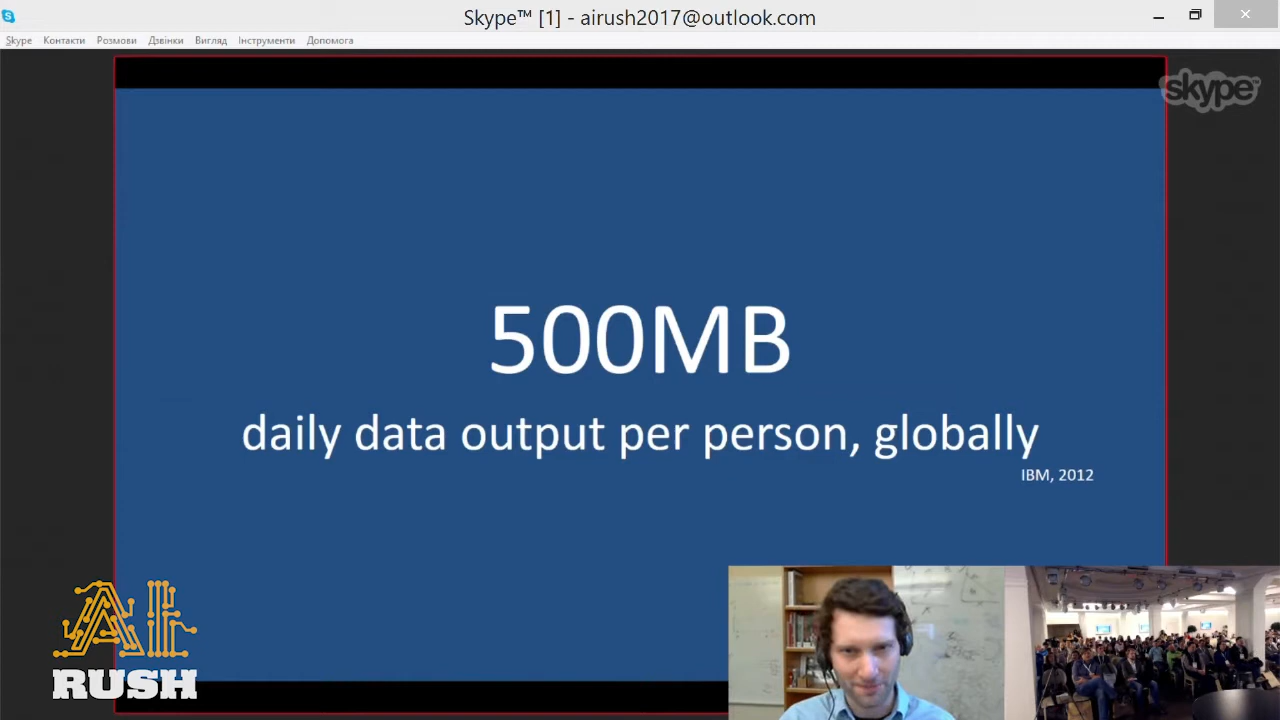 Skype™ [1] - airush2017@outlook.com
Skype Контакти Розмови Дзвінки Вигляд Інструменти Допомога
skype™
500MB
daily data output per person, globally
IBM, 2012
AI
RUSH